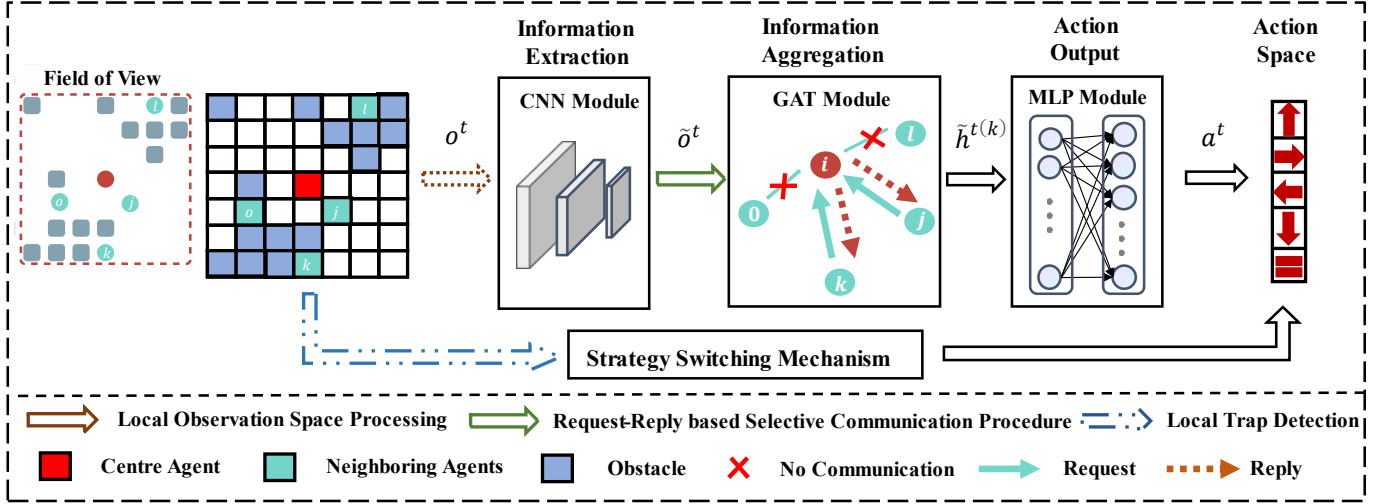 Information Extraction
Information Aggregation
Action Output
Action Space
Field of View
l
o
j
k
l
o
j
k
o^t
CNN Module
õ^t
GAT Module
l
i
0
j
k
h̃^{t(k)}
MLP Module
a^t
Strategy Switching Mechanism
Local Observation Space Processing
Request-Reply based Selective Communication Procedure
Local Trap Detection
Centre Agent
Neighboring Agents
Obstacle
No Communication
Request
Reply